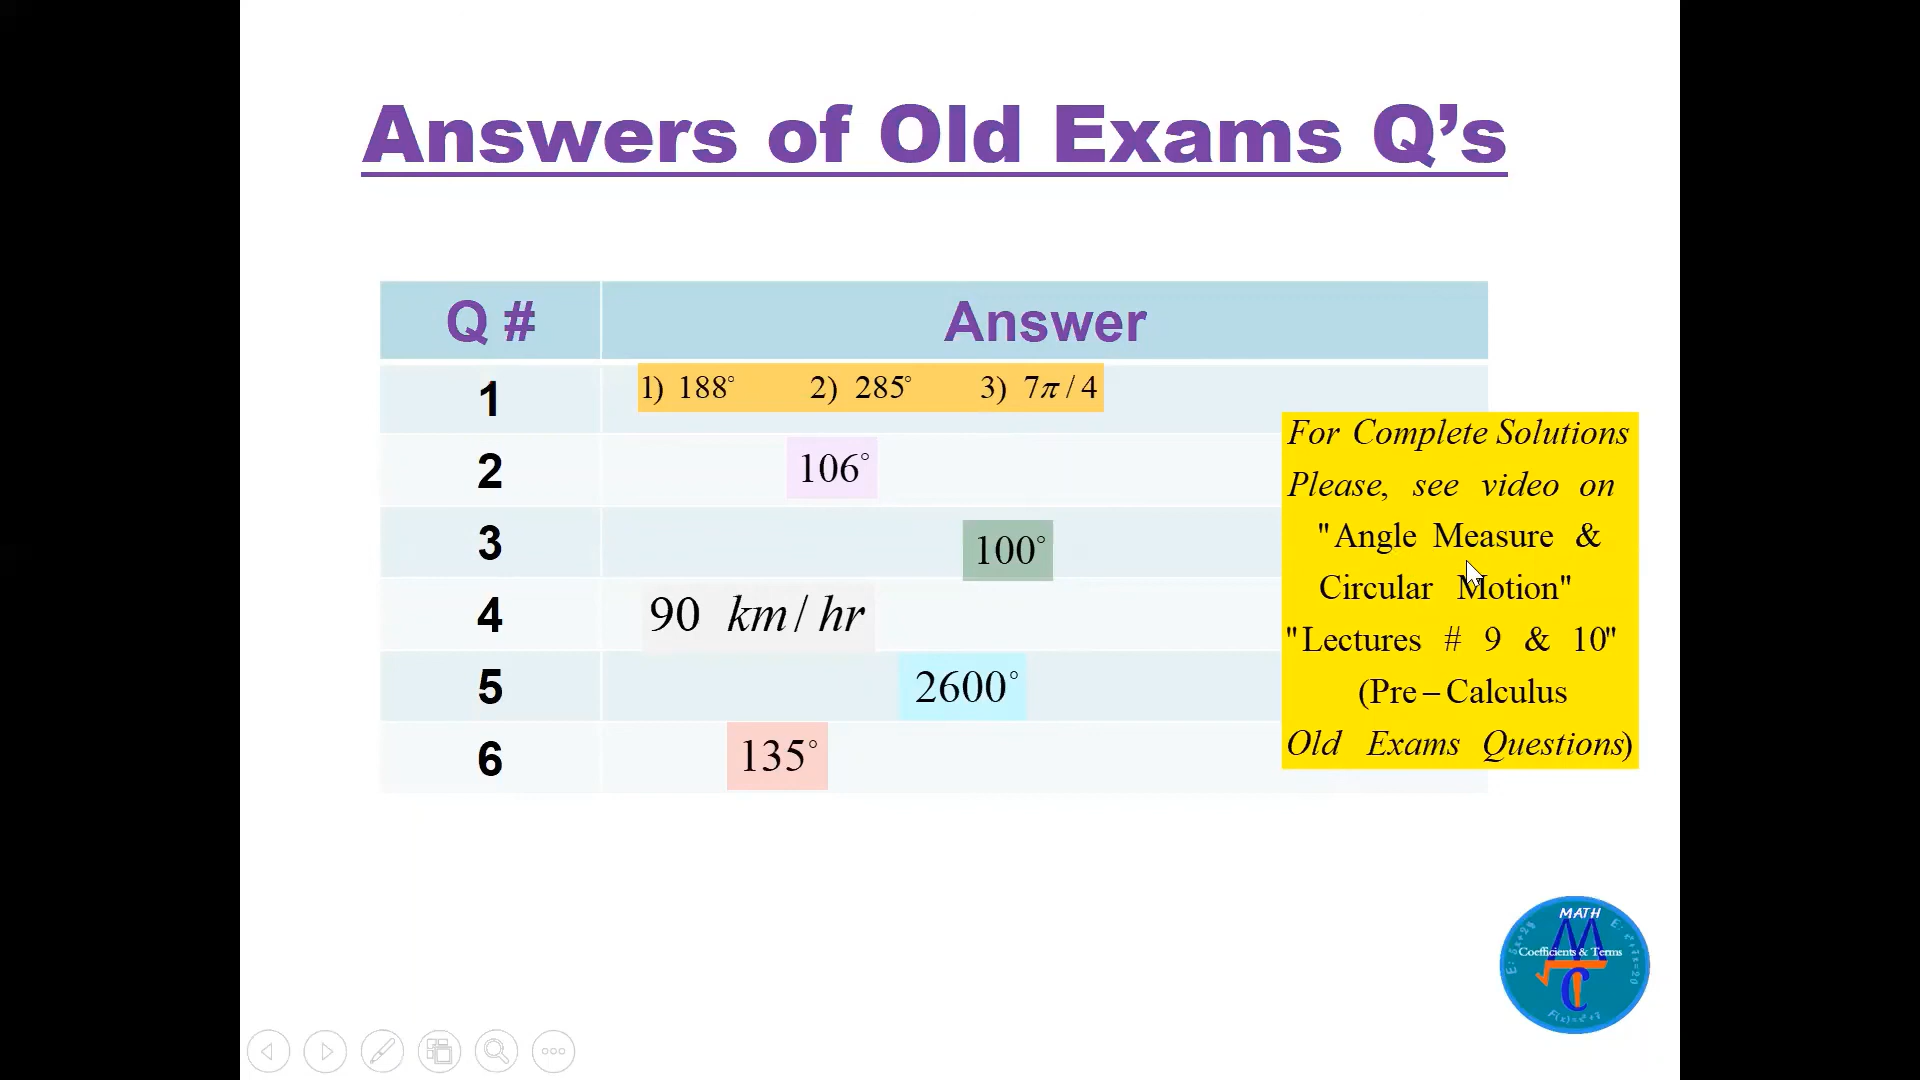 Answers of Old Exams Q’s
Q #
Answer
1
1) 188° 2) 285° 3) 7π / 4
2
106°
3
100°
4
90 km / hr
5
2600°
6
135°
For Complete Solutions
Please, see video on
"Angle Measure &
Circular Motion"
"Lectures # 9 & 10"
(Pre – Calculus
Old Exams Questions)
MATH
Coefficients & Terms